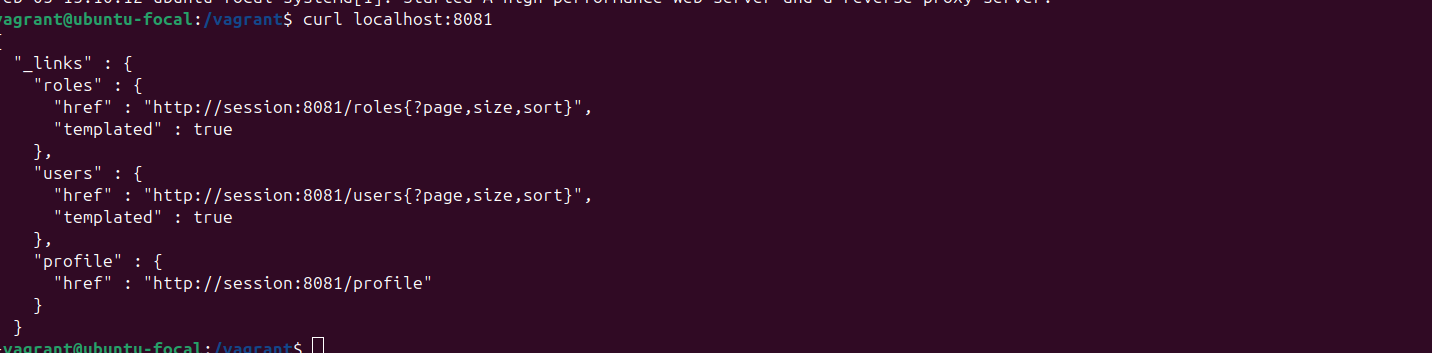 vagrant@ubuntu-focal:/vagrant$ curl localhost:8081
{
"_links" : {
"roles" : {
"href" : "http://session:8081/roles{?page,size,sort}",
"templated" : true
},
"users" : {
"href" : "http://session:8081/users{?page,size,sort}",
"templated" : true
},
"profile" : {
"href" : "http://session:8081/profile"
}
}
vagrant@ubuntu-focal:/vagrant$